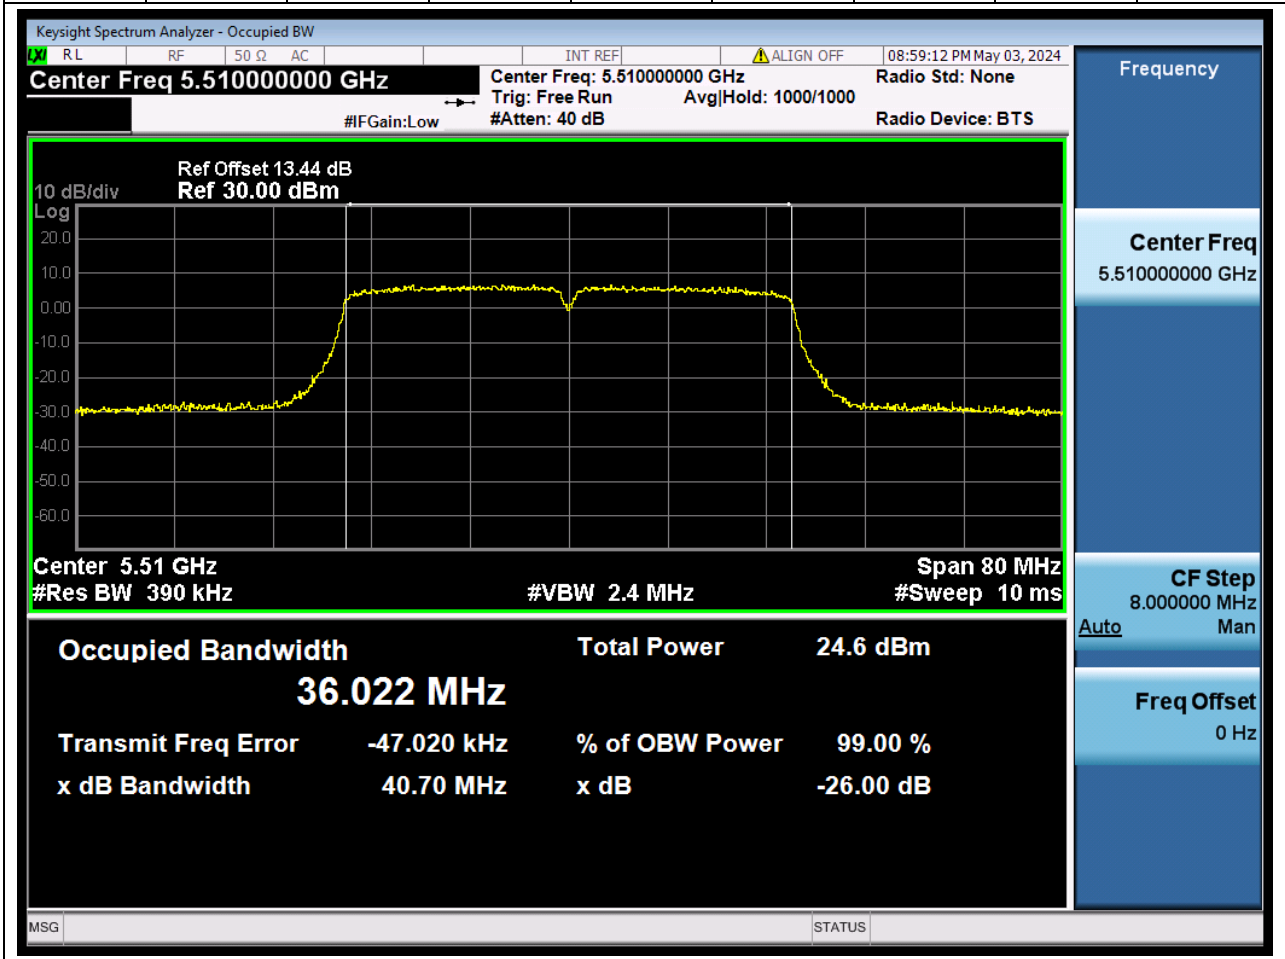 Keysight Spectrum Analyzer - Occupied BW
LXI RL RF 50 Ω AC INT REF ALIGN OFF 08:59:12 PM May 03, 2024
Center Freq 5.510000000 GHz
Center Freq: 5.510000000 GHz Radio Std: None
Trig: Free Run Avg|Hold: 1000/1000
#IFGain:Low #Atten: 40 dB Radio Device: BTS
Ref Offset 13.44 dB
10 dB/div Ref 30.00 dBm
Log
20.0
10.0
0.00
-10.0
-20.0
-30.0
-40.0
-50.0
-60.0
Center 5.51 GHz Span 80 MHz
#Res BW 390 kHz #VBW 2.4 MHz #Sweep 10 ms
Occupied Bandwidth Total Power 24.6 dBm
36.022 MHz
Transmit Freq Error -47.020 kHz % of OBW Power 99.00 %
x dB Bandwidth 40.70 MHz x dB -26.00 dB
MSG STATUS
Frequency
Center Freq
5.510000000 GHz
CF Step
8.000000 MHz
Auto Man
Freq Offset
0 Hz